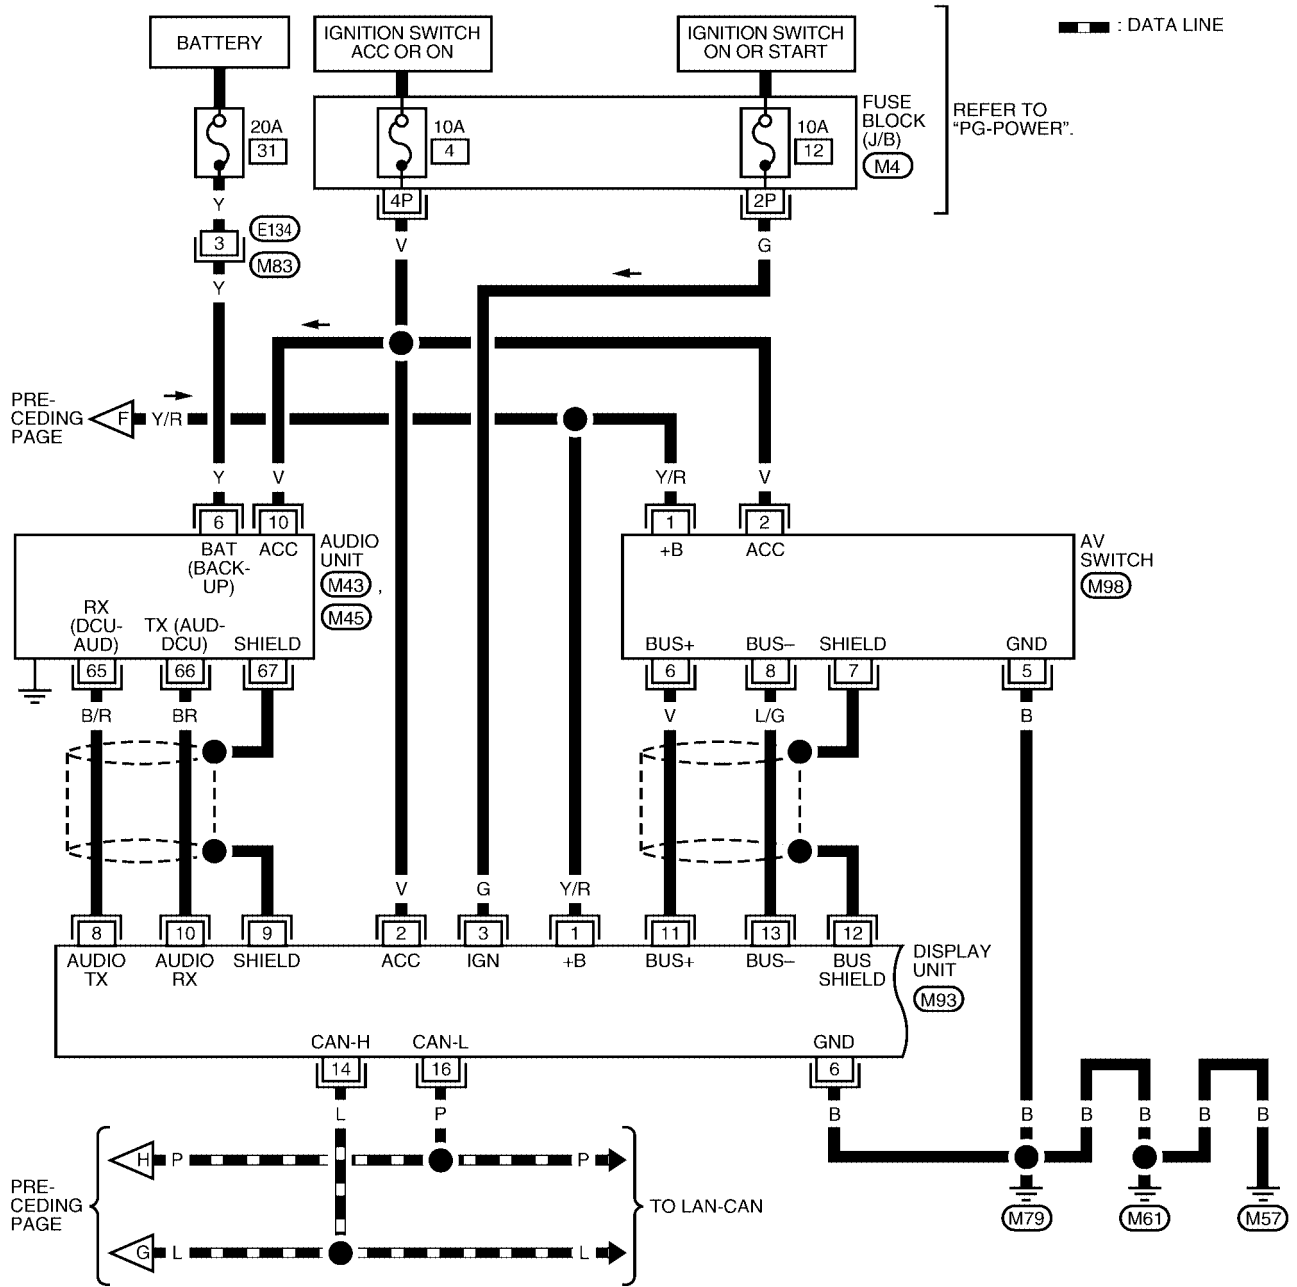 BATTERY
IGNITION SWITCH
ACC OR ON
IGNITION SWITCH
ON OR START
: DATA LINE
20A
31
10A
4
10A
12
FUSE
BLOCK
(J/B)
M4
REFER TO
"PG-POWER".
Y
3
E134
M83
Y
4P
V
2P
G
PRE-
CEDING
PAGE
F
Y/R
Y
V
Y/R
V
6
10
1
2
BAT
(BACK-
UP)
ACC
AUDIO
UNIT
M43 ,
M45
+B
ACC
AV
SWITCH
M98
RX
(DCU-
AUD)
TX (AUD-
DCU)
SHIELD
BUS+
BUS–
SHIELD
GND
65
66
67
6
8
7
5
B/R
BR
V
L/G
B
V
G
Y/R
8
10
9
2
3
1
11
13
12
AUDIO
TX
AUDIO
RX
SHIELD
ACC
IGN
+B
BUS+
BUS–
BUS
SHIELD
DISPLAY
UNIT
M93
CAN-H
CAN-L
GND
14
16
6
L
P
B
B
B
B
B
B
PRE-
CEDING
PAGE
H
P
P
G
L
L
TO LAN-CAN
M79
M61
M57